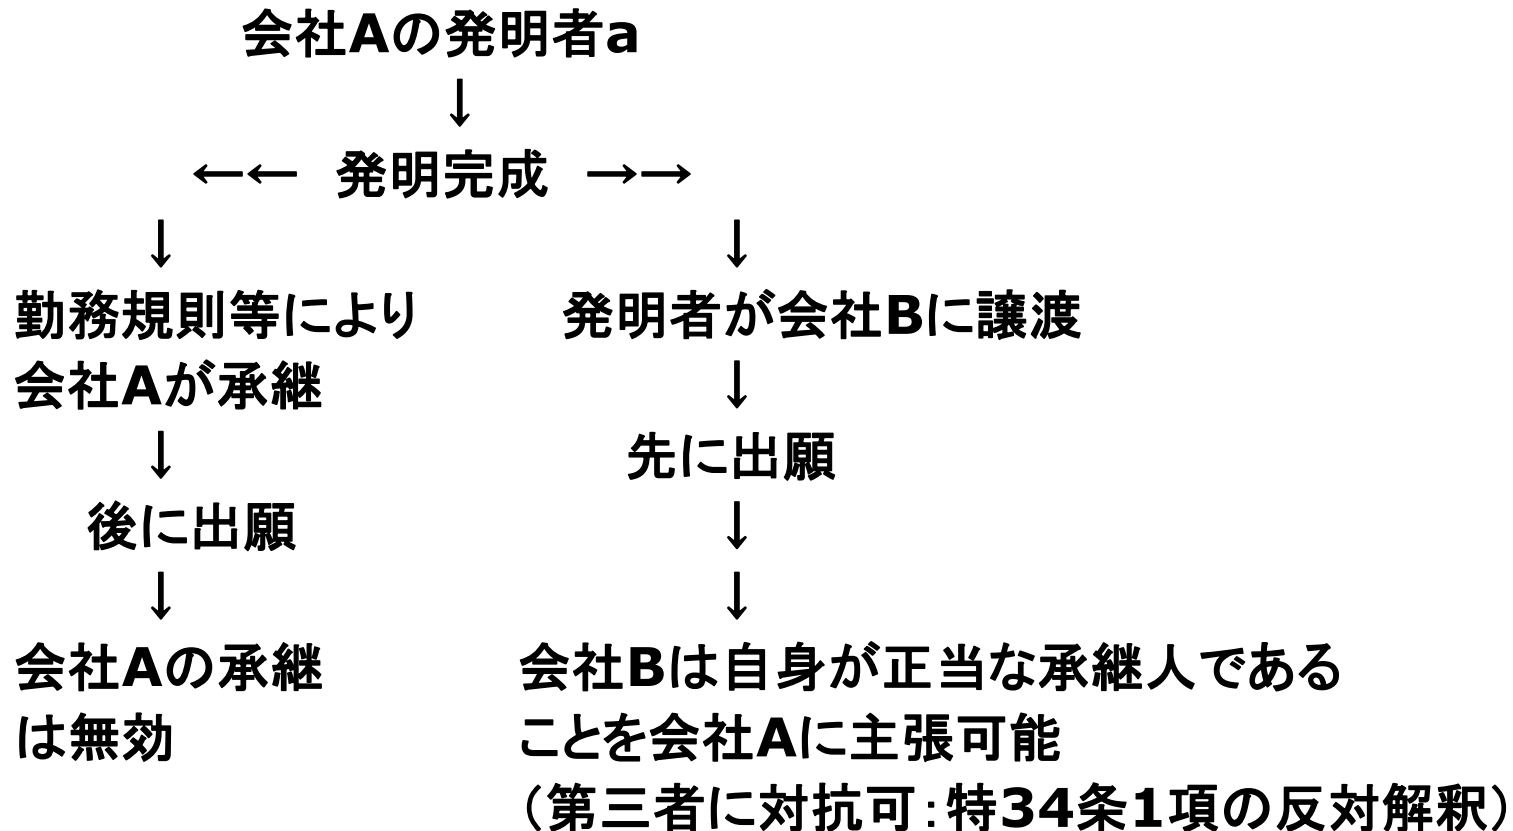 会社Aの発明者a
↓
←← 発明完成 →→
↓ ↓
勤務規則等により 発明者が会社Bに譲渡
会社Aが承継 ↓
↓ 先に出願
後に出願 ↓
↓ ↓
会社Aの承継 会社Bは自身が正当な承継人である
は無効 ことを会社Aに主張可能
（第三者に対抗可：特34条1項の反対解釈）